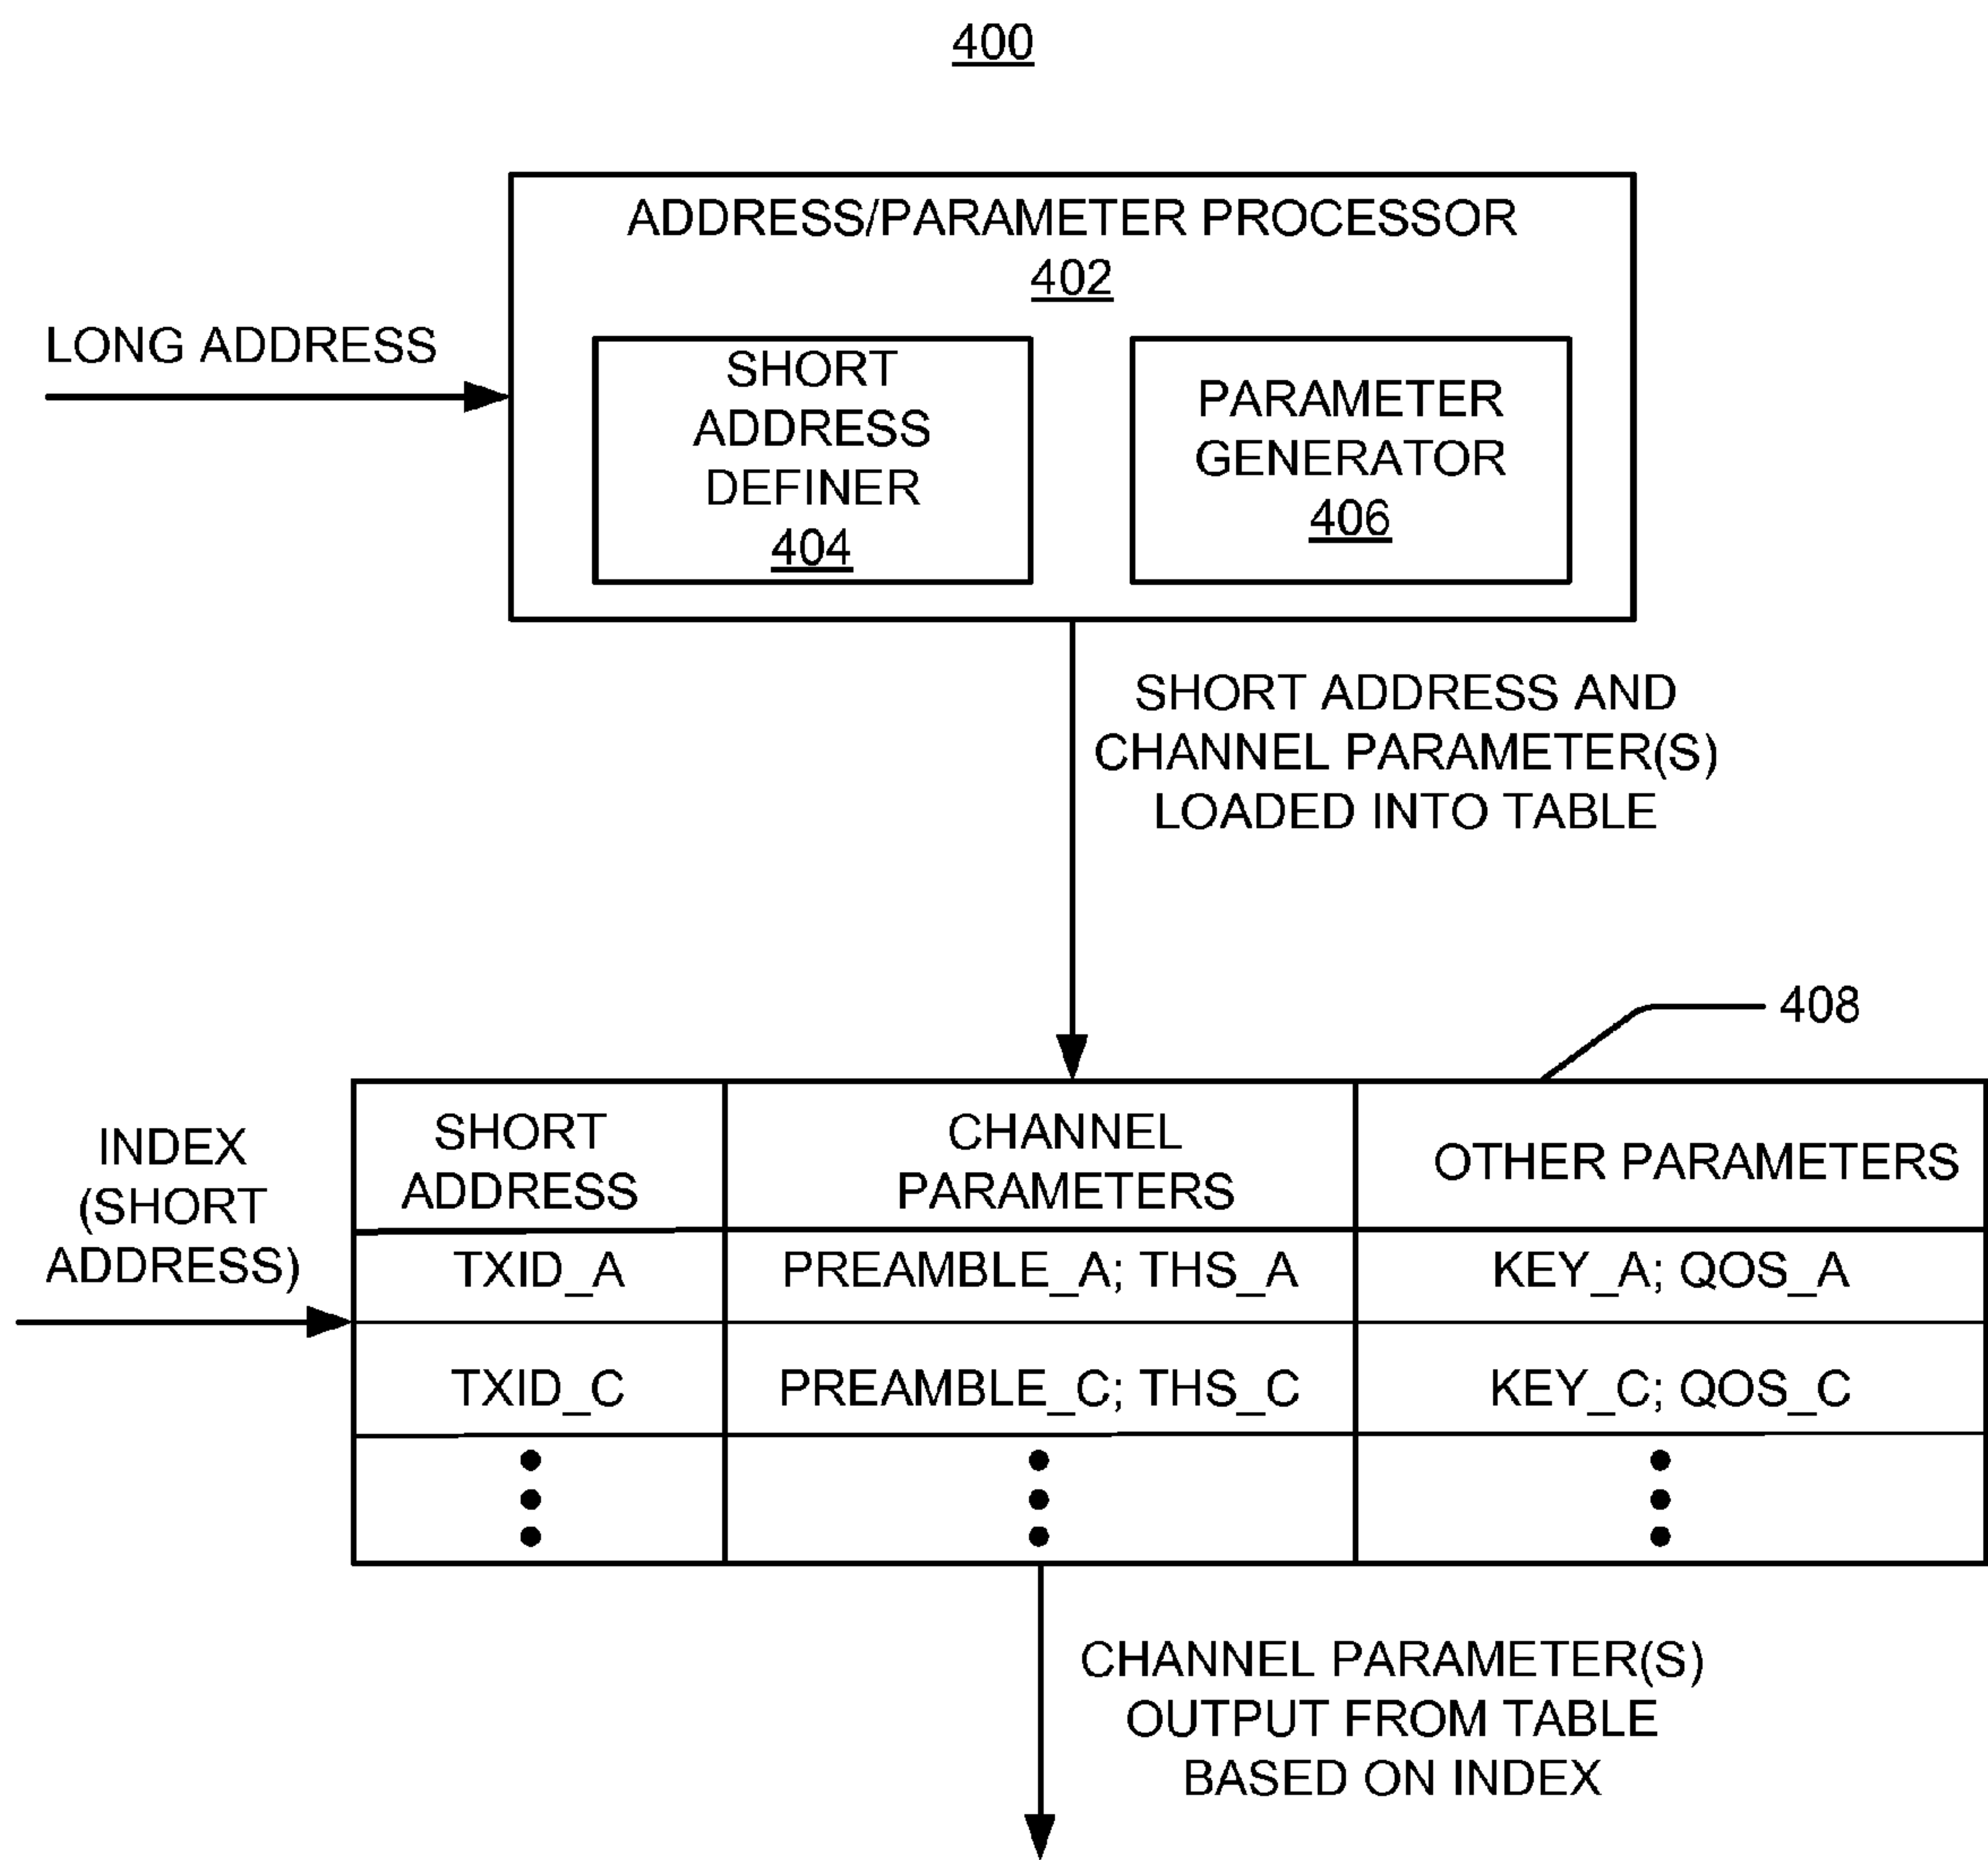 400
ADDRESS/PARAMETER PROCESSOR
402
LONG ADDRESS
SHORT
ADDRESS
DEFINER
404
PARAMETER
GENERATOR
406
SHORT ADDRESS AND
CHANNEL PARAMETER(S)
LOADED INTO TABLE
408
INDEX
(SHORT
ADDRESS)
SHORT
ADDRESS
CHANNEL
PARAMETERS
OTHER PARAMETERS
TXID_A
PREAMBLE_A; THS_A
KEY_A; QOS_A
TXID_C
PREAMBLE_C; THS_C
KEY_C; QOS_C
CHANNEL PARAMETER(S)
OUTPUT FROM TABLE
BASED ON INDEX